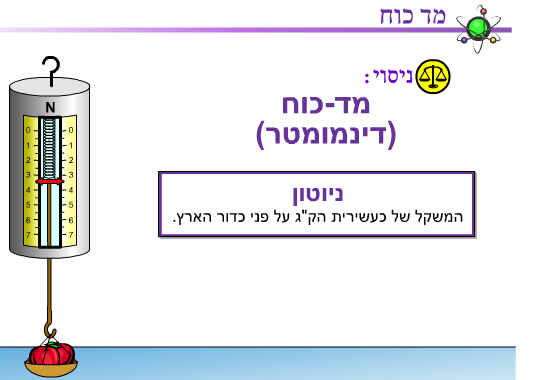 מד כוח
ניסוי:
מד-כוח
(דינמומטר)
ניוטון
המשקל של כעשירית הק"ג על פני כדור הארץ.
N
0 0
1 1
2 2
3 3
4 4
5 5
6 6
7 7